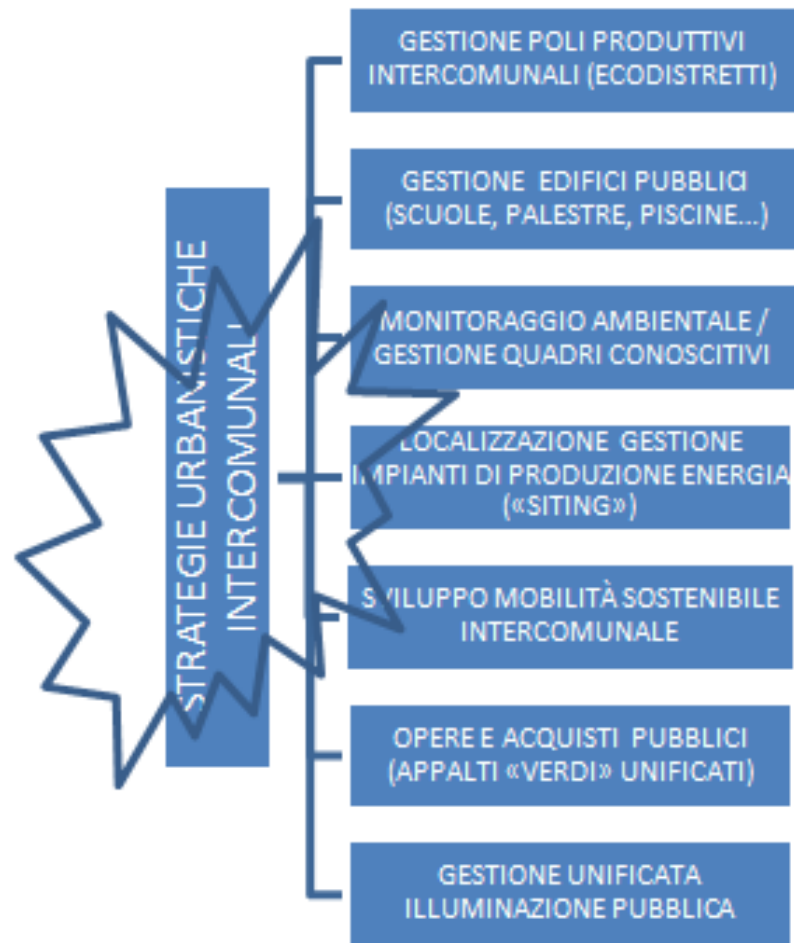 STRATEGIE URBANISTICHE
INTERCOMUNALI
GESTIONE POLI PRODUTTIVI
INTERCOMUNALI (ECODISTRETTI)
GESTIONE EDIFICI PUBBLICI
(SCUOLE, PALESTRE, PISCINE...)
MONITORAGGIO AMBIENTALE /
GESTIONE QUADRI CONOSCITIVI
LOCALIZZAZIONE GESTIONE
IMPIANTI DI PRODUZIONE ENERGIA
(«SITING»)
SVILUPPO MOBILITÀ SOSTENIBILE
INTERCOMUNALE
OPERE E ACQUISTI PUBBLICI
(APPALTI «VERDI» UNIFICATI)
GESTIONE UNIFICATA
ILLUMINAZIONE PUBBLICA